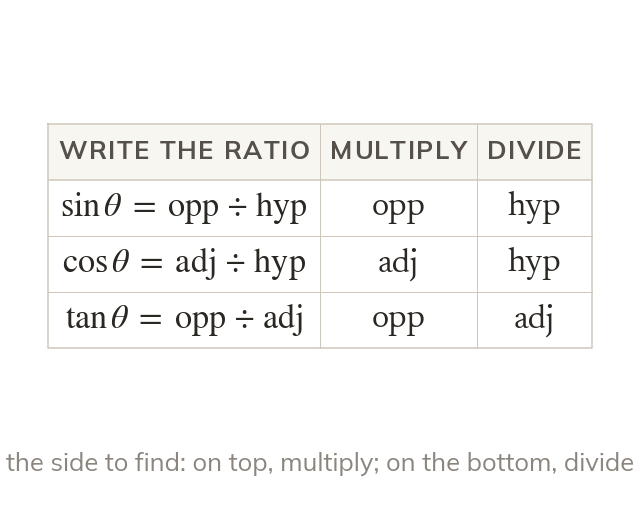 WRITE THE RATIO MULTIPLY DIVIDE
sin θ = opp ÷ hyp opp hyp
cos θ = adj ÷ hyp adj hyp
tan θ = opp ÷ adj opp adj
the side to find: on top, multiply; on the bottom, divide